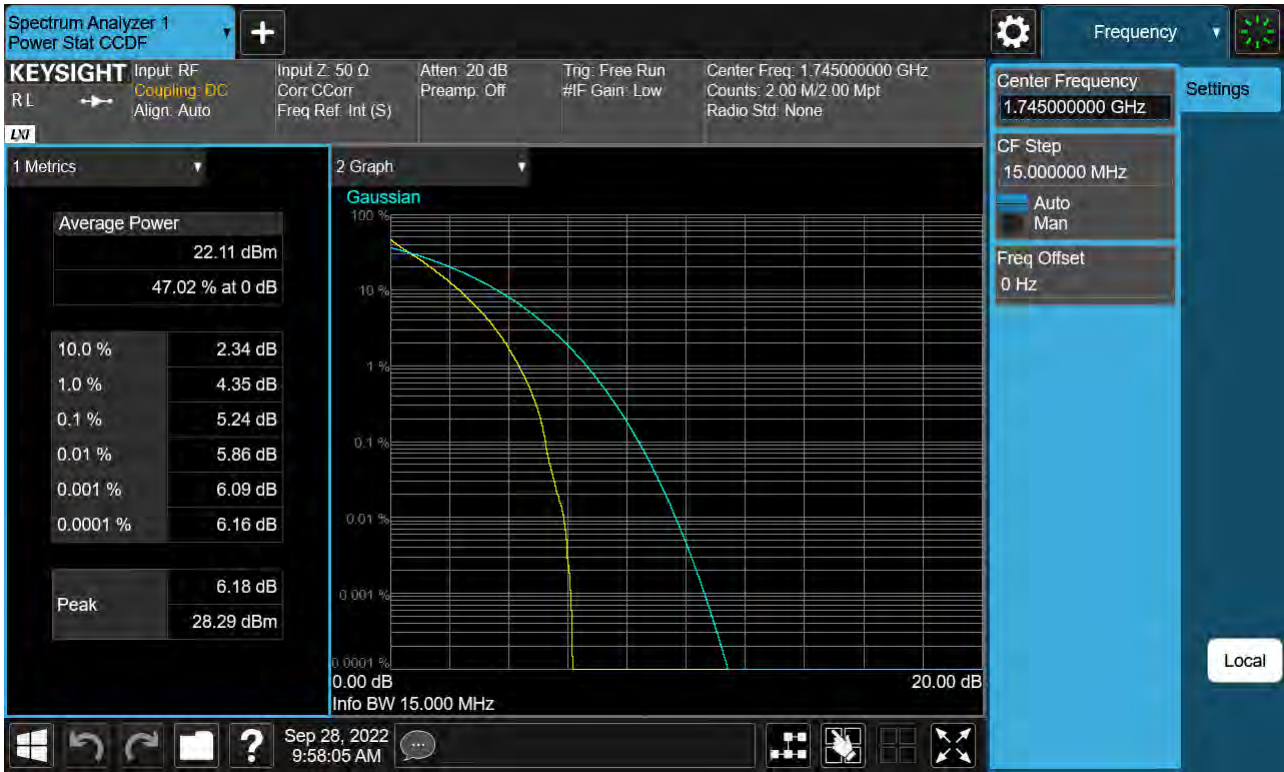 Spectrum Analyzer 1
Power Stat CCDF
Frequency
KEYSIGHT
R L
LXI
Input: RF
Coupling: DC
Align: Auto
Input Z: 50 Ω
Corr CCorr
Freq Ref: Int (S)
Atten: 20 dB
Preamp: Off
Trig: Free Run
#IF Gain: Low
Center Freq: 1.745000000 GHz
Counts: 2.00 M/2.00 Mpt
Radio Std: None
1 Metrics
Average Power
22.11 dBm
47.02 % at 0 dB
10.0 % 2.34 dB
1.0 % 4.35 dB
0.1 % 5.24 dB
0.01 % 5.86 dB
0.001 % 6.09 dB
0.0001 % 6.16 dB
Peak
6.18 dB
28.29 dBm
2 Graph
Gaussian
100 %
10 %
1 %
0.1 %
0.01 %
0.001 %
0.0001 %
0.00 dB 20.00 dB
Info BW 15.000 MHz
Center Frequency
1.745000000 GHz
CF Step
15.000000 MHz
Auto
Man
Freq Offset
0 Hz
Settings
Local
?
Sep 28, 2022
9:58:05 AM